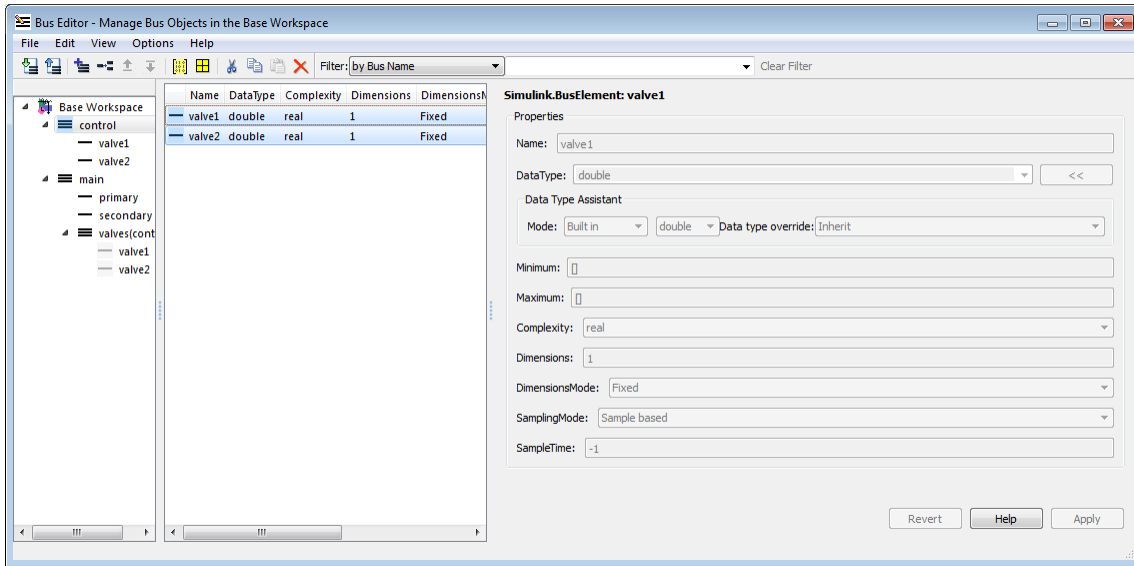 Bus Editor - Manage Bus Objects in the Base Workspace
File Edit View Options Help
Filter: by Bus Name Clear Filter
Base Workspace
control
valve1
valve2
main
primary
secondary
valves(cont
valve1
valve2
Name DataType Complexity Dimensions DimensionsM
valve1 double real 1 Fixed
valve2 double real 1 Fixed
Simulink.BusElement: valve1
Properties
Name: valve1
DataType: double <<
Data Type Assistant
Mode: Built in double Data type override: Inherit
Minimum: []
Maximum: []
Complexity: real
Dimensions: 1
DimensionsMode: Fixed
SamplingMode: Sample based
SampleTime: -1
Revert Help Apply